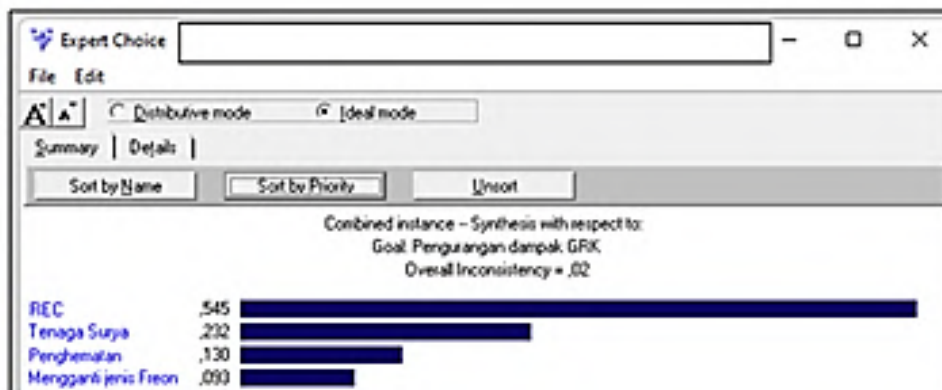 Expert Choice
File Edit
A A Distributive mode Ideal mode
Summary Details
Sort by Name Sort by Priority Unsort
Combined instance – Synthesis with respect to:
Goal: Pengurangan dampak GRK
Overall Inconsistency = ,02
REC ,545
Tenaga Surya ,232
Penghematan ,130
Mengganti jenis Freon ,093